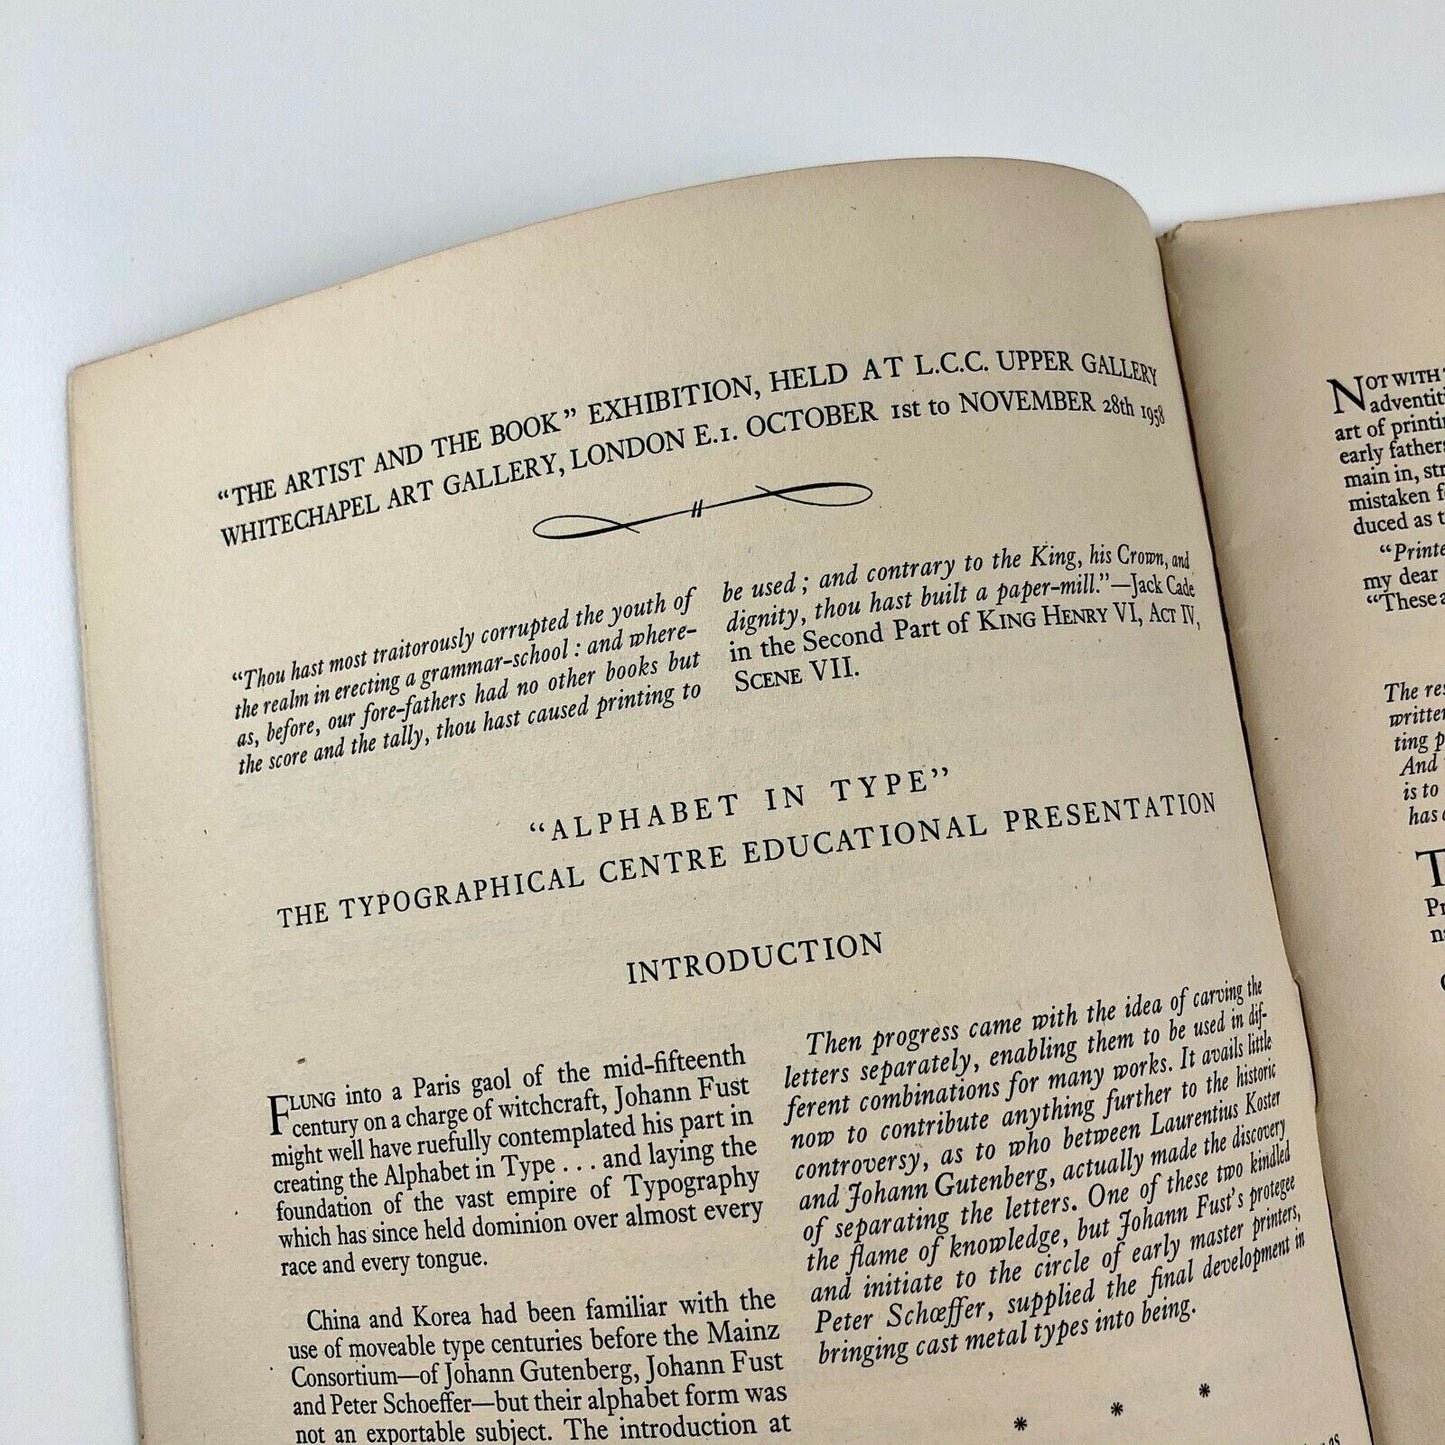 “THE ARTIST AND THE BOOK” EXHIBITION, HELD AT L.C.C. UPPER GALLERY
WHITECHAPEL ART GALLERY, LONDON E.1. OCTOBER 1st to NOVEMBER 28th 1958
“Thou hast most traitorously corrupted the youth of
the realm in erecting a grammar-school : and where-
as, before, our fore-fathers had no other books but
the score and the tally, thou hast caused printing to
be used ; and contrary to the King, his Crown, and
dignity, thou hast built a paper-mill.”—Jack Cade
in the Second Part of KING HENRY VI, ACT IV,
SCENE VII.
“ALPHABET IN TYPE”
THE TYPOGRAPHICAL CENTRE EDUCATIONAL PRESENTATION
INTRODUCTION
FLUNG into a Paris gaol of the mid-fifteenth
century on a charge of witchcraft, Johann Fust
might well have ruefully contemplated his part in
creating the Alphabet in Type . . . and laying the
foundation of the vast empire of Typography
which has since held dominion over almost every
race and every tongue.
China and Korea had been familiar with the
use of moveable type centuries before the Mainz
Consortium—of Johann Gutenberg, Johann Fust
and Peter Schoeffer—but their alphabet form was
not an exportable subject. The introduction at
Then progress came with the idea of carving the
letters separately, enabling them to be used in dif-
ferent combinations for many works. It avails little
now to contribute anything further to the historic
controversy, as to who between Laurentius Koster
and Johann Gutenberg, actually made the discovery
of separating the letters. One of these two kindled
the flame of knowledge, but Johann Fust’s protegee
and initiate to the circle of early master printers,
Peter Schœffer, supplied the final development in
bringing cast metal types into being.
* * *
as
NOT WITH
adventiti
art of printi
early fathers
main in, str
mistaken f
duced as t
“Printe
my dear
“These a
The res
written
ting p
And
is to
has
T
Pr
na